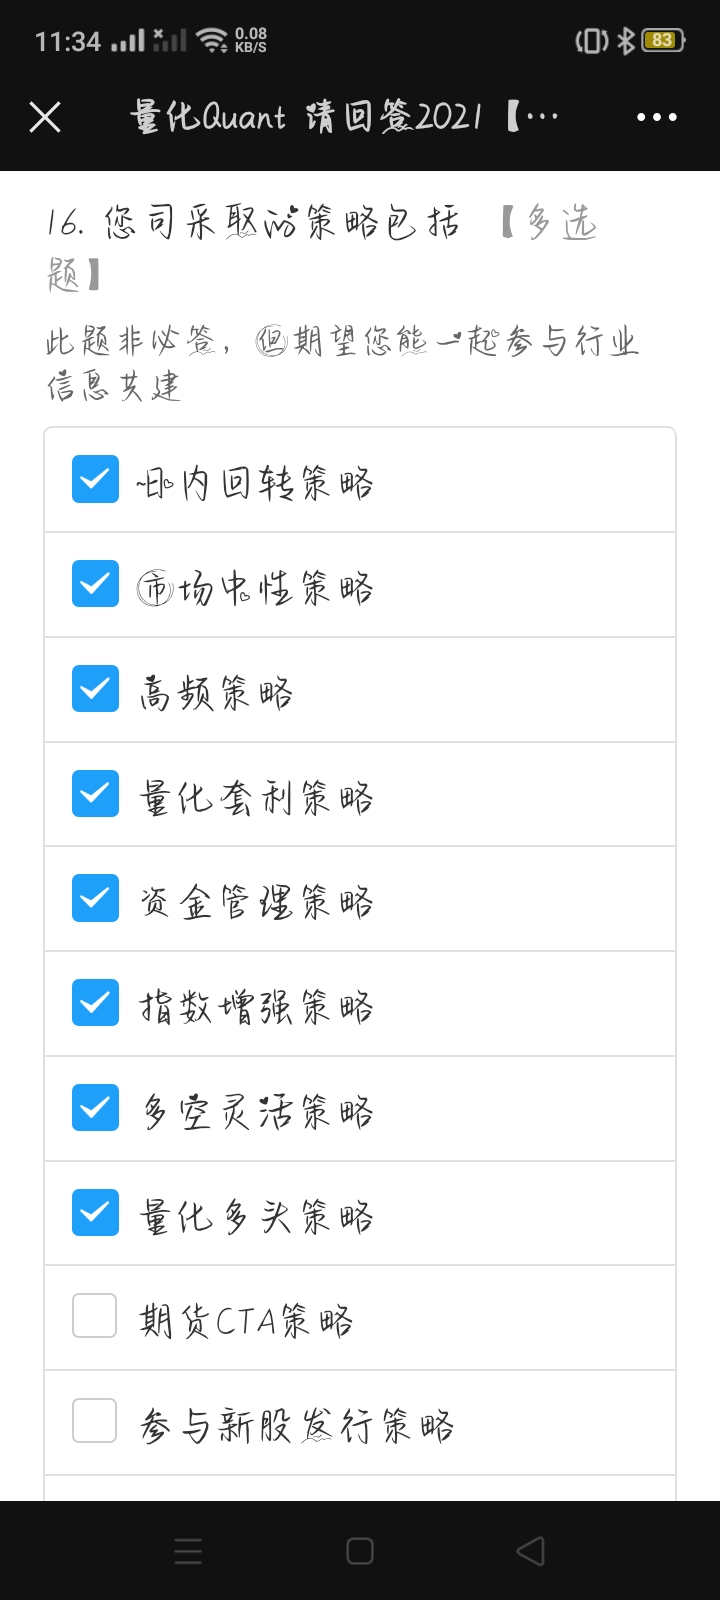 11:34
0.08
KB/S
83
量化Quant 请回答2021【…
16. 您司采取的策略包括 【多选
题】
此题非必答，但期望您能一起参与行业
信息共建
日内回转策略
市场中性策略
高频策略
量化套利策略
资金管理策略
指数增强策略
多空灵活策略
量化多头策略
期货CTA策略
参与新股发行策略